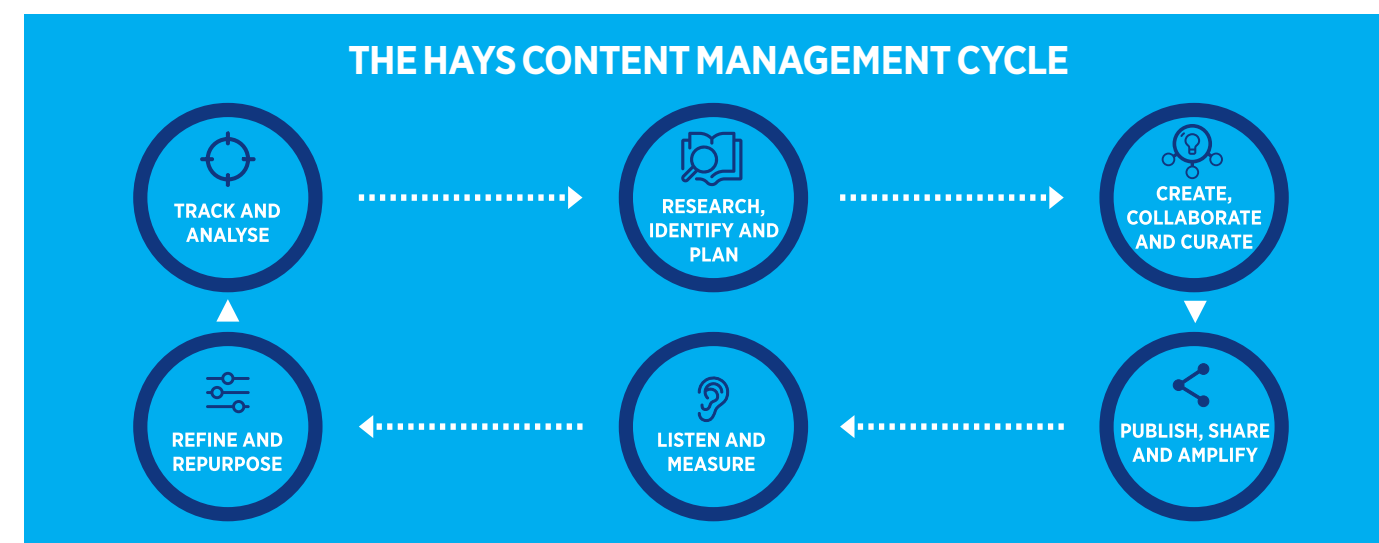 THE HAYS CONTENT MANAGEMENT CYCLE
TRACK AND
ANALYSE
RESEARCH,
IDENTIFY AND
PLAN
CREATE,
COLLABORATE
AND CURATE
REFINE AND
REPURPOSE
LISTEN AND
MEASURE
PUBLISH, SHARE
AND AMPLIFY